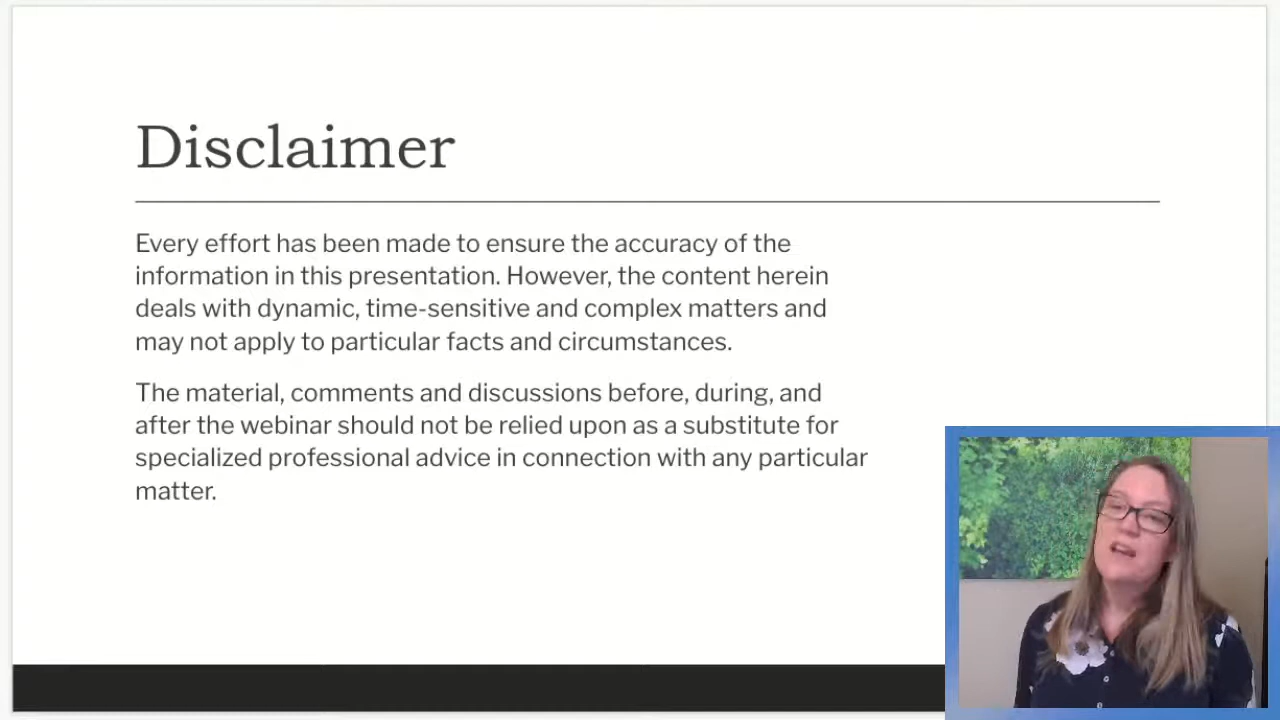 Disclaimer
Every effort has been made to ensure the accuracy of the
information in this presentation. However, the content herein
deals with dynamic, time-sensitive and complex matters and
may not apply to particular facts and circumstances.
The material, comments and discussions before, during, and
after the webinar should not be relied upon as a substitute for
specialized professional advice in connection with any particular
matter.